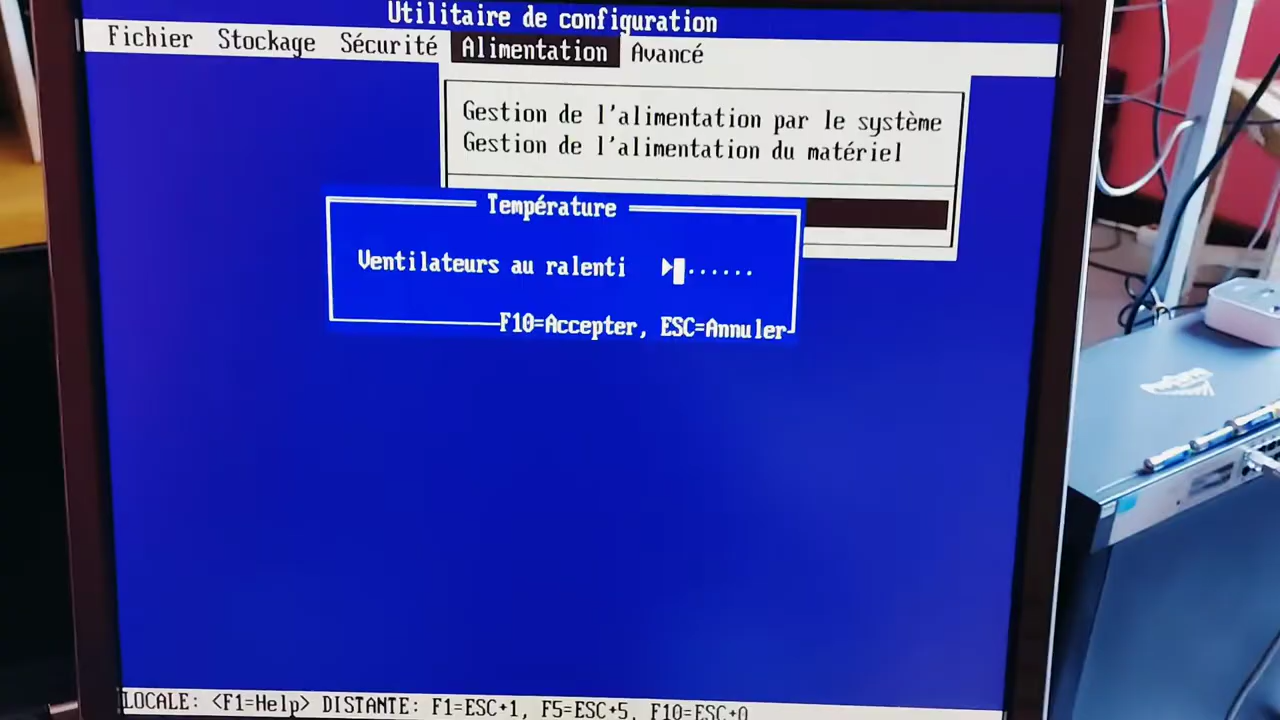 Utilitaire de configuration
Fichier Stockage Sécurité Alimentation Avancé
Gestion de l'alimentation par le système
Gestion de l'alimentation du matériel
Température
Ventilateurs au ralenti
F10=Accepter, ESC=Annuler
LOCALE: <F1=Help> DISTANTE: F1=ESC+1, F5=ESC+5, F10=ESC+0